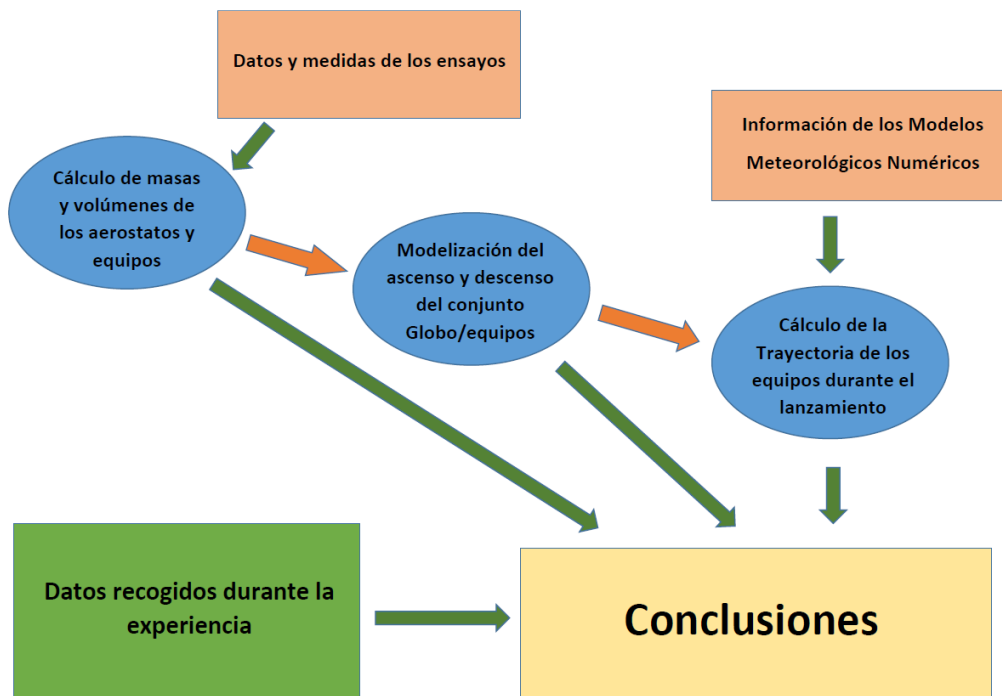 Datos y medidas de los ensayos
Información de los Modelos
Meteorológicos Numéricos
Cálculo de masas
y volúmenes de
los aerostatos y
equipos
Modelización del
ascenso y descenso
del conjunto
Globo/equipos
Cálculo de la
Trayectoria de los
equipos durante el
lanzamiento
Datos recogidos durante la
experiencia
Conclusiones